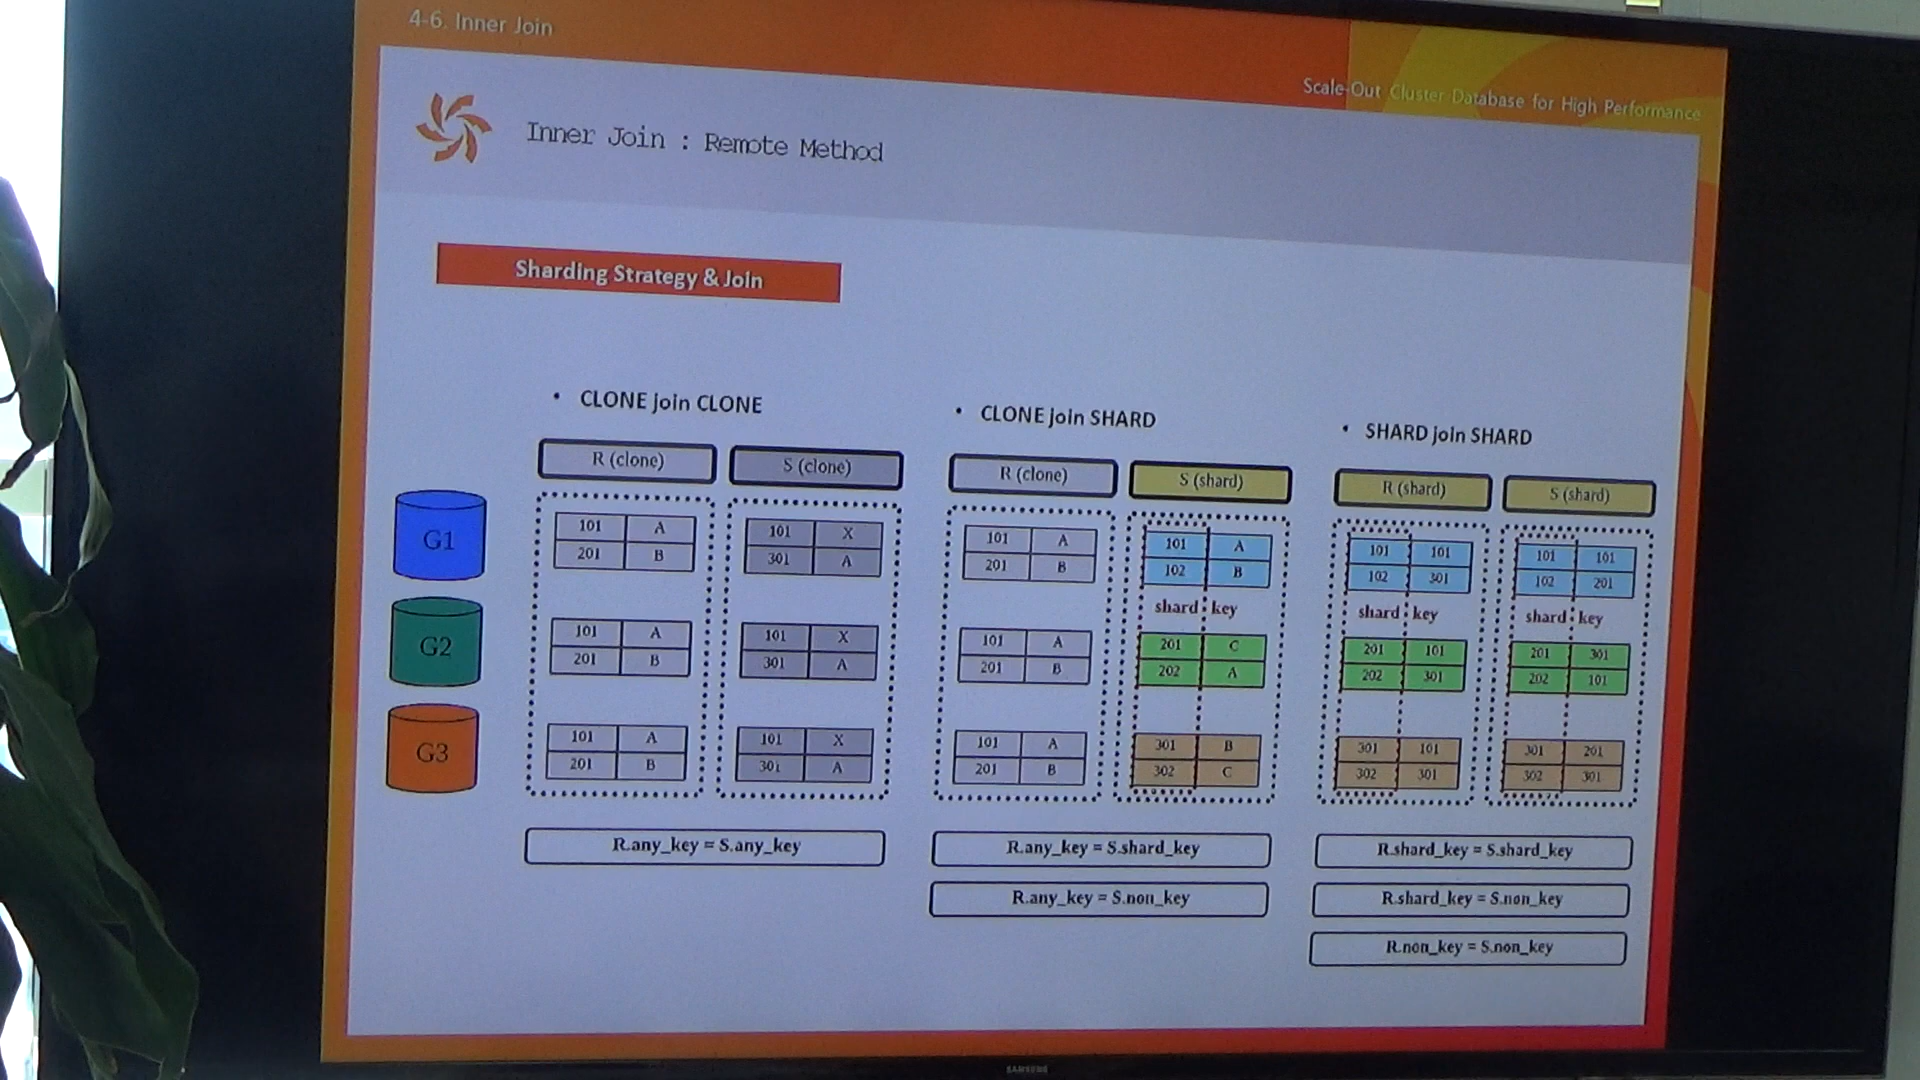 4-6. Inner Join
Scale-Out Cluster Database for High Performance
Inner Join : Remote Method
Sharding Strategy & Join
• CLONE join CLONE
R (clone) S (clone)
G1
101 A 101 X
201 B 301 A
G2
101 A 101 X
201 B 301 A
G3
101 A 101 X
201 B 301 A
R.any_key = S.any_key
• CLONE join SHARD
R (clone) S (shard)
101 A 101 A
201 B 102 B
shard key
101 A 201 C
201 B 202 A
101 A 301 B
201 B 302 C
R.any_key = S.shard_key
R.any_key = S.non_key
• SHARD join SHARD
R (shard) S (shard)
101 101 101 101
102 301 102 201
shard key shard key
201 101 201 301
202 301 202 101
301 101 301 201
302 301 302 301
R.shard_key = S.shard_key
R.shard_key = S.non_key
R.non_key = S.non_key
SAMSUNG